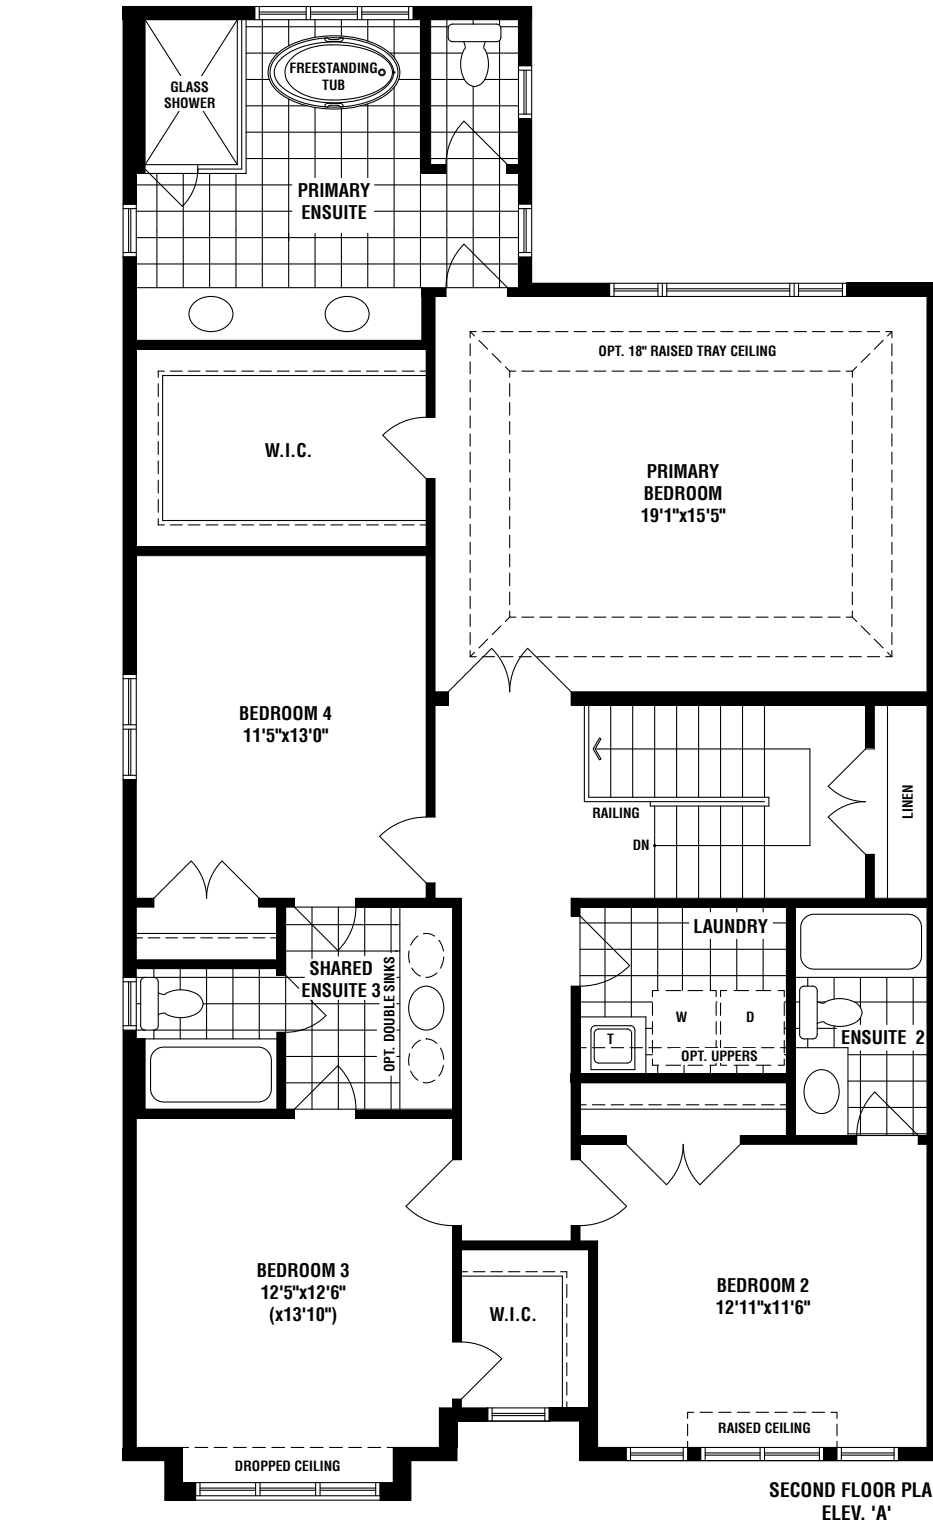 FREESTANDING
TUB
GLASS
SHOWER
PRIMARY
ENSUITE
OPT. 18" RAISED TRAY CEILING
W.I.C.
PRIMARY
BEDROOM
19'1"x15'5"
BEDROOM 4
11'5"x13'0"
RAILING
DN
LINEN
LAUNDRY
SHARED
ENSUITE 3
OPT. DOUBLE SINKS
W
D
T
OPT. UPPERS
ENSUITE 2
BEDROOM 3
12'5"x12'6"
(x13'10")
W.I.C.
BEDROOM 2
12'11"x11'6"
RAISED CEILING
DROPPED CEILING
SECOND FLOOR PLA
ELEV. 'A'